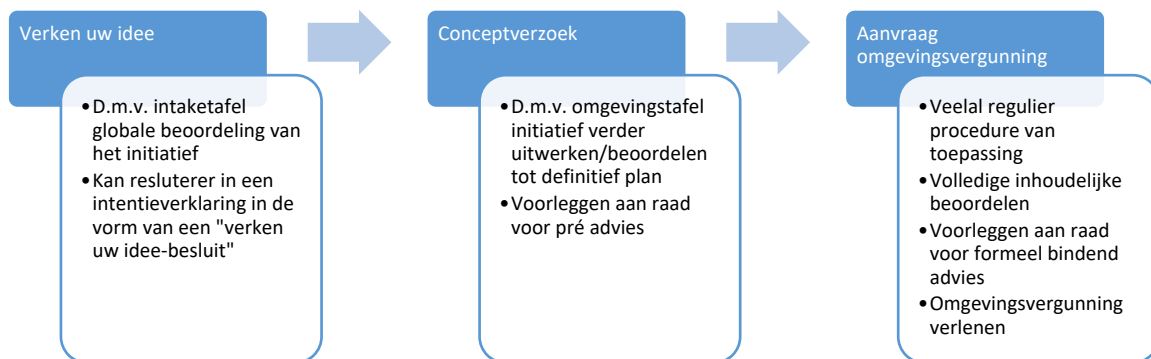 Verken uw idee
•D.m.v. intaketafel
globale beoordeling van
het initiatief
•Kan resluterer in een
intentieverklaring in de
vorm van een "verken
uw idee-besluit"
Conceptverzoek
•D.m.v. omgevingstafel
initiatief verder
uitwerken/beoordelen
tot definitief plan
•Voorleggen aan raad
voor pré advies
Aanvraag
omgevingsvergunning
•Veelal regulier
procedure van
toepassing
•Volledige inhoudelijke
beoordelen
•Voorleggen aan raad
voor formeel bindend
advies
•Omgevingsvergunning
verlenen